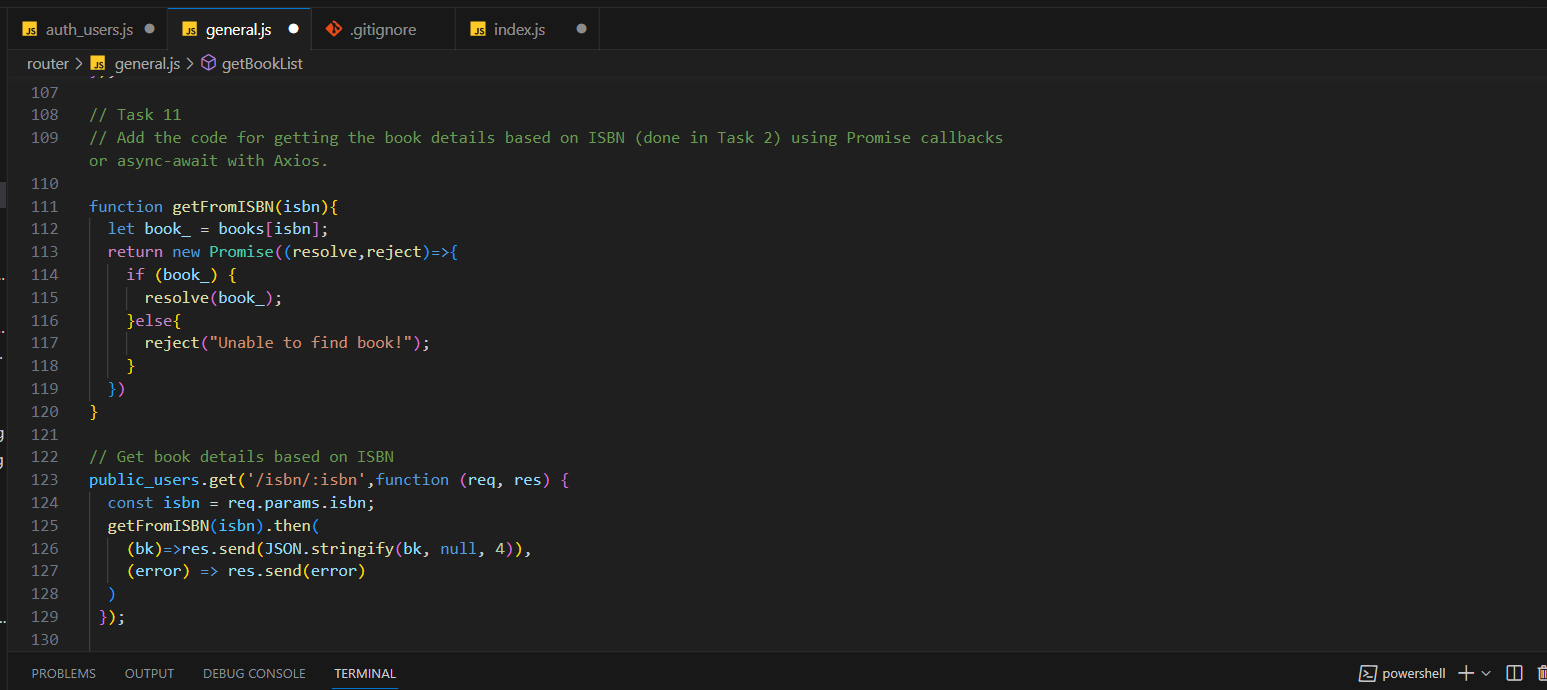 JS auth_users.js JS general.js .gitignore JS index.js
router > JS general.js > getBookList
107
108 // Task 11
109 // Add the code for getting the book details based on ISBN (done in Task 2) using Promise callbacks
or async-await with Axios.
110
111 function getFromISBN(isbn){
112 let book_ = books[isbn];
113 return new Promise((resolve,reject)=>{
114 if (book_) {
115 resolve(book_);
116 }else{
117 reject("Unable to find book!");
118 }
119 })
120 }
121
122 // Get book details based on ISBN
123 public_users.get('/isbn/:isbn',function (req, res) {
124 const isbn = req.params.isbn;
125 getFromISBN(isbn).then(
126 (bk)=>res.send(JSON.stringify(bk, null, 4)),
127 (error) => res.send(error)
128 )
129 });
130
PROBLEMS OUTPUT DEBUG CONSOLE TERMINAL powershell